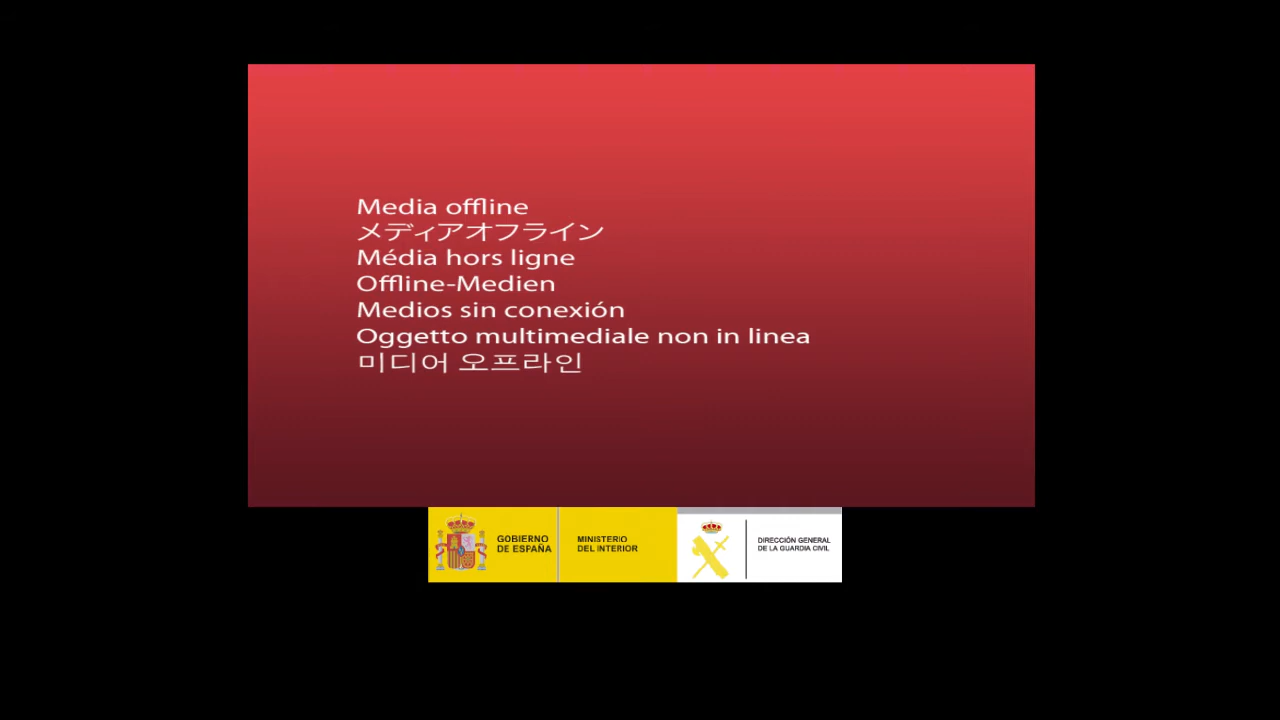 Media offline
メディアオフライン
Média hors ligne
Offline-Medien
Medios sin conexión
Oggetto multimediale non in linea
미디어 오프라인
GOBIERNO
DE ESPAÑA
MINISTERIO
DEL INTERIOR
DIRECCIÓN GENERAL
DE LA GUARDIA CIVIL